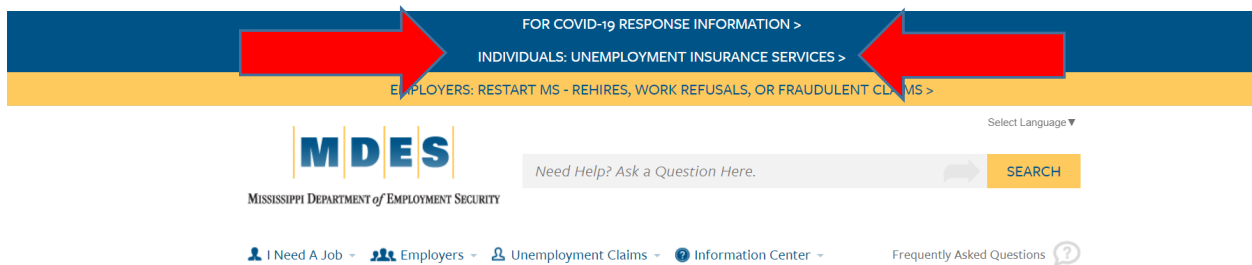 FOR COVID-19 RESPONSE INFORMATION >
INDIVIDUALS: UNEMPLOYMENT INSURANCE SERVICES >
EMPLOYERS: RESTART MS - REHIRES, WORK REFUSALS, OR FRAUDULENT CLAIMS >
Select Language▼
MDES
Need Help? Ask a Question Here.
SEARCH
MISSISSIPPI DEPARTMENT of EMPLOYMENT SECURITY
I Need A Job Employers Unemployment Claims ? Information Center Frequently Asked Questions ?